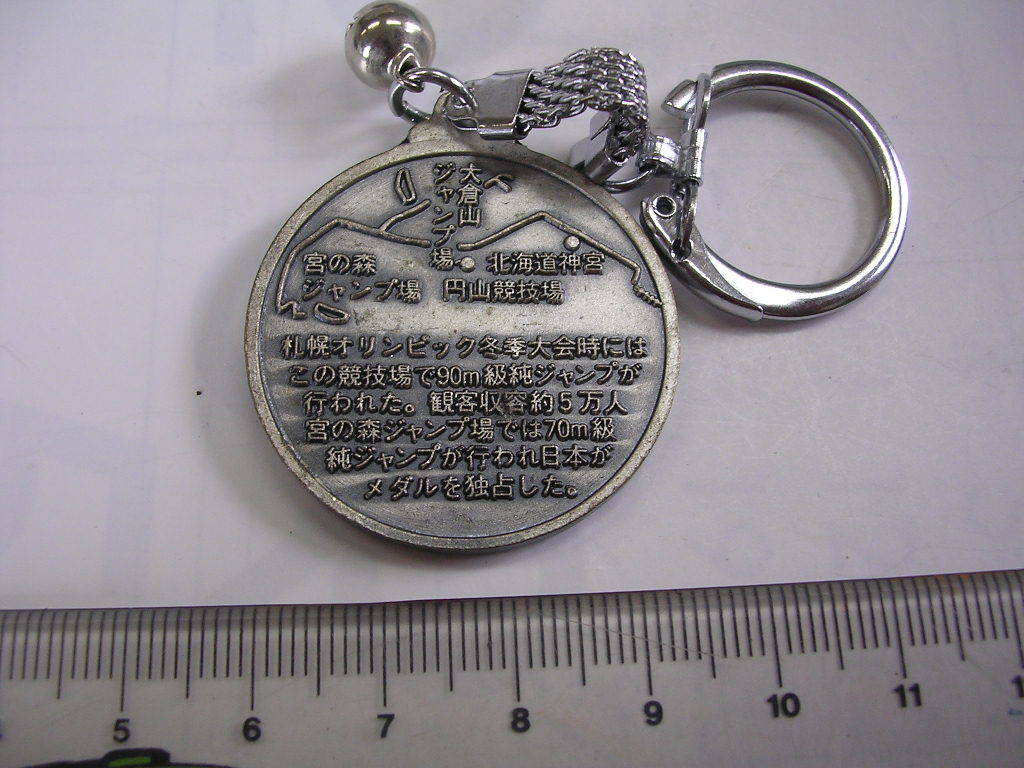 大倉山
ジャンプ場
宮の森
ジャンプ場
北海道神宮
円山競技場
札幌オリンピック冬季大会時には
この競技場で90m級純ジャンプが
行われた。観客収容約5万人
宮の森ジャンプ場では70m級
純ジャンプが行われ日本が
メダルを独占した。
5 6 7 8 9 10 11